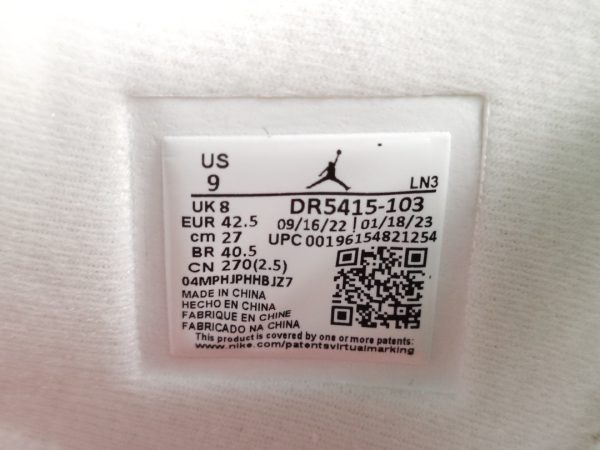 US
9
LN3
UK 8
DR5415-103
EUR 42.5
09/16/22 | 01/18/23
cm 27
UPC 00196154821254
BR 40.5
CN 270(2.5)
04MPHJPHHBJZ7
MADE IN CHINA
HECHO EN CHINA
FABRIQUE EN CHINE
FABRICADO NA CHINA
This product is covered by one or more patents:
www.nike.com/patentsvirtualmarking